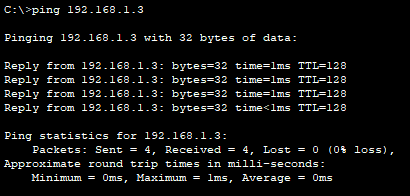 C:\>ping 192.168.1.3
Pinging 192.168.1.3 with 32 bytes of data:
Reply from 192.168.1.3: bytes=32 time=1ms TTL=128
Reply from 192.168.1.3: bytes=32 time=1ms TTL=128
Reply from 192.168.1.3: bytes=32 time=1ms TTL=128
Reply from 192.168.1.3: bytes=32 time<1ms TTL=128
Ping statistics for 192.168.1.3:
Packets: Sent = 4, Received = 4, Lost = 0 (0% loss),
Approximate round trip times in milli-seconds:
Minimum = 0ms, Maximum = 1ms, Average = 0ms